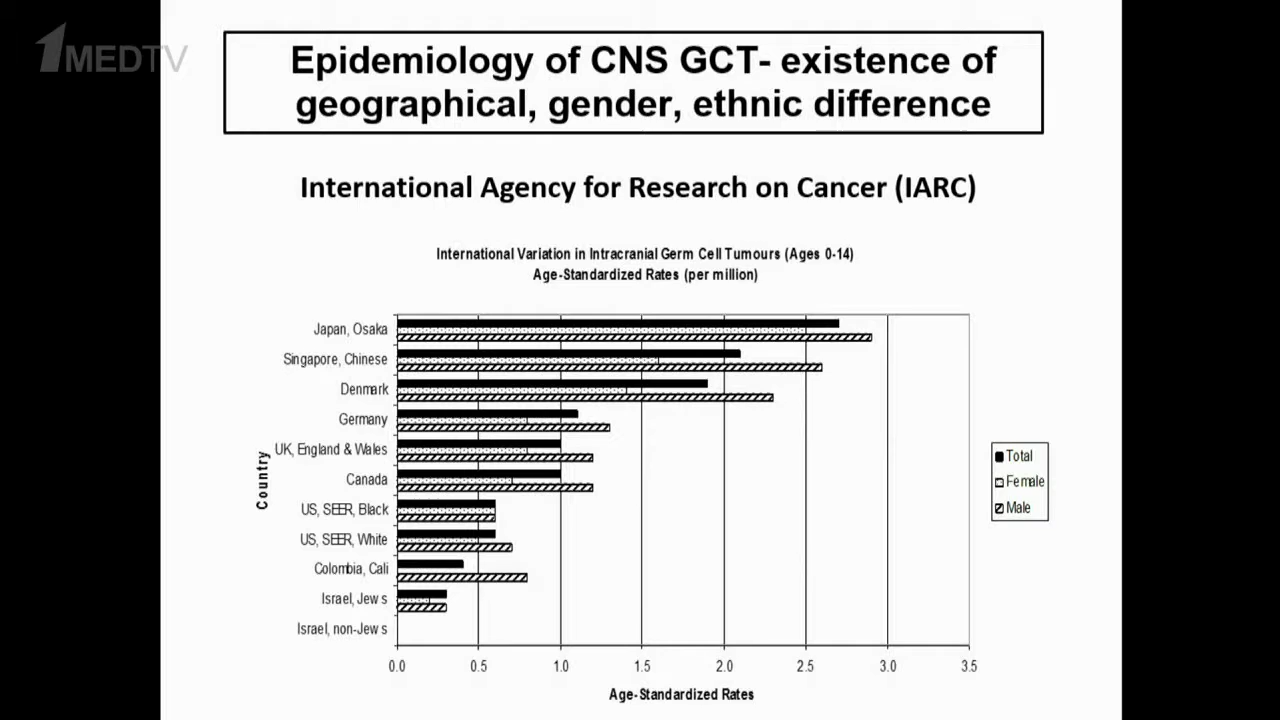 1MEDTV
Epidemiology of CNS GCT- existence of
geographical, gender, ethnic difference
International Agency for Research on Cancer (IARC)
International Variation in Intracranial Germ Cell Tumours (Ages 0-14)
Age-Standardized Rates (per million)
Japan, Osaka
Singapore, Chinese
Denmark
Germany
UK, England & Wales
Canada
US, SEER, Black
US, SEER, White
Colombia, Cali
Israel, Jews
Israel, non-Jews
Country
Total
Female
Male
0.0 0.5 1.0 1.5 2.0 2.5 3.0 3.5
Age-Standardized Rates